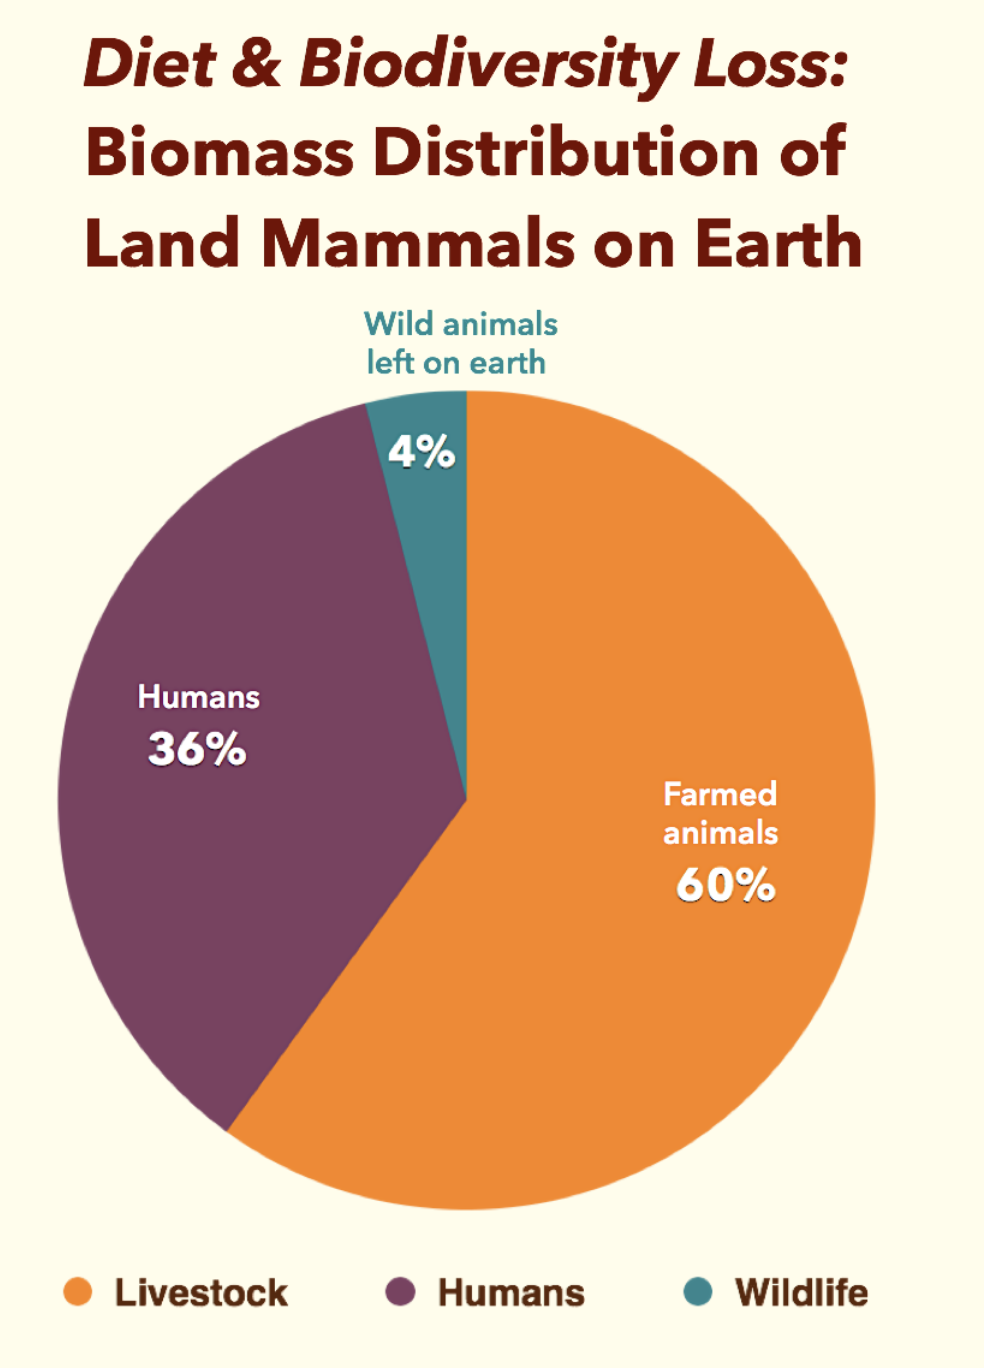 Diet & Biodiversity Loss:
Biomass Distribution of
Land Mammals on Earth
Wild animals
left on earth
4%
Humans
36%
Farmed
animals
60%
Livestock
Humans
Wildlife